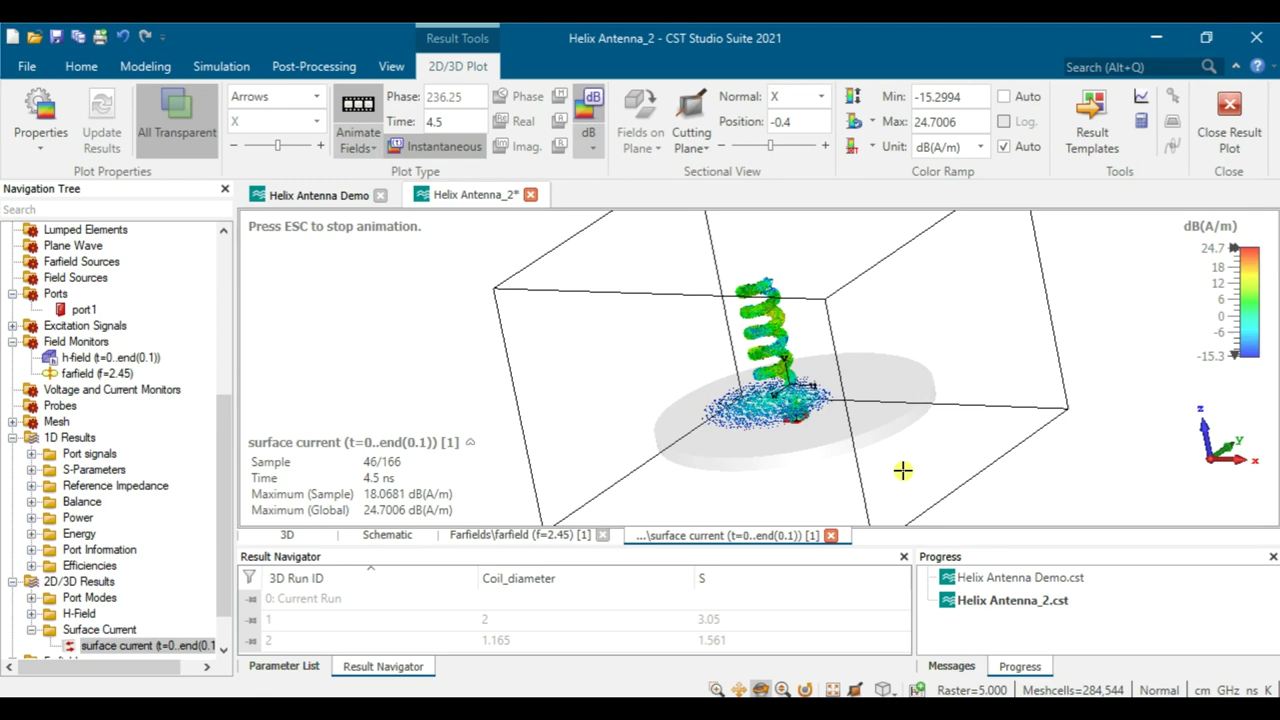 Result Tools
Helix Antenna_2 - CST Studio Suite 2021
File Home Modeling Simulation Post-Processing View 2D/3D Plot
Search (Alt+Q)
Properties
Update Results
All Transparent
Arrows
X
Plot Properties
Animate Fields
Phase: 236.25
Time: 4.5
Instantaneous
Phase
Real
Imag.
dB
dB
Plot Type
Fields on Plane
Cutting Plane
Normal: X
Position: -0.4
Sectional View
Min: -15.2994 Auto
Max: 24.7006 Log.
Unit: dB(A/m) Auto
Color Ramp
Result Templates
Tools
Close Result Plot
Close
Navigation Tree
Search
Lumped Elements
Plane Wave
Farfield Sources
Field Sources
Ports
port1
Excitation Signals
Field Monitors
h-field (t=0..end(0.1))
farfield (f=2.45)
Voltage and Current Monitors
Probes
Mesh
1D Results
Port signals
S-Parameters
Reference Impedance
Balance
Power
Energy
Port Information
Efficiencies
2D/3D Results
Port Modes
H-Field
Surface Current
surface current (t=0..end(0.1
Helix Antenna Demo
Helix Antenna_2*
Press ESC to stop animation.
dB(A/m)
24.7
18
12
6
0
-6
-15.3
z
y
x
surface current (t=0..end(0.1)) [1]
Sample 46/166
Time 4.5 ns
Maximum (Sample) 18.0681 dB(A/m)
Maximum (Global) 24.7006 dB(A/m)
3D Schematic Farfields\farfield (f=2.45) [1] ...\surface current (t=0..end(0.1)) [1]
Result Navigator
3D Run ID Coil_diameter S
0: Current Run
1 2 3.05
2 1.165 1.561
Parameter List Result Navigator
Progress
Helix Antenna Demo.cst
Helix Antenna_2.cst
Messages Progress
Raster=5.000 Meshcells=284,544 Normal cm GHz ns K